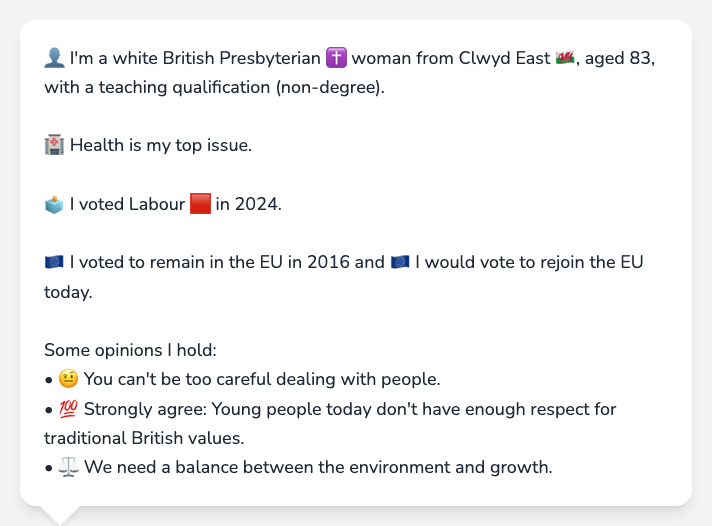 👤 I'm a white British Presbyterian ✝️ woman from Clwyd East 🏴󠁧󠁢󠁷󠁬󠁳󠁿, aged 83,
with a teaching qualification (non-degree).
🏥 Health is my top issue.
🗳️ I voted Labour 🟥 in 2024.
🇪🇺 I voted to remain in the EU in 2016 and 🇪🇺 I would vote to rejoin the EU
today.
Some opinions I hold:
• 🤨 You can't be too careful dealing with people.
• 💯 Strongly agree: Young people today don't have enough respect for
traditional British values.
• ⚖️ We need a balance between the environment and growth.